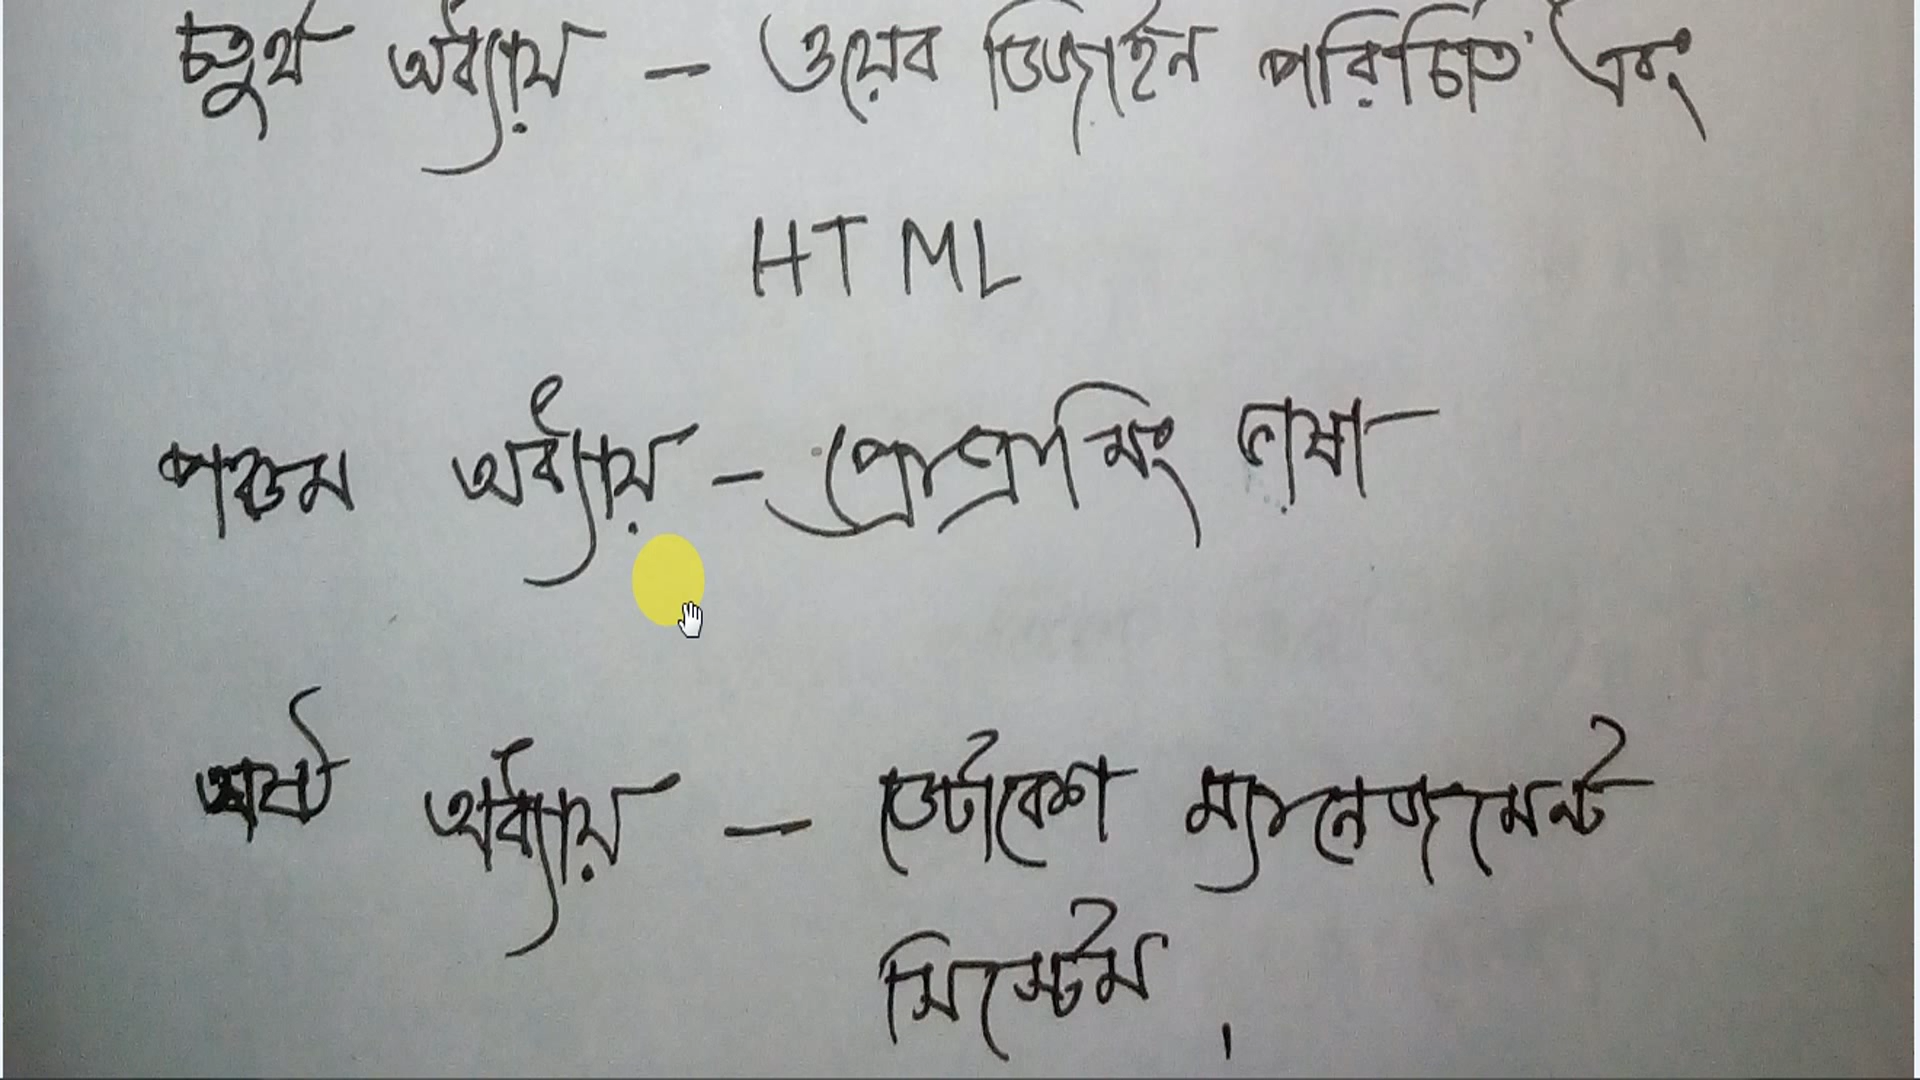 চতুর্থ অধ্যায় – ওয়েব ডিজাইন পরিচিতি এবং
HTML
পঞ্চম অধ্যায় – প্রোগ্রামিং ভাষা
ষষ্ঠ অধ্যায় – ডেটাবেশ ম্যানেজমেন্ট
সিস্টেম।